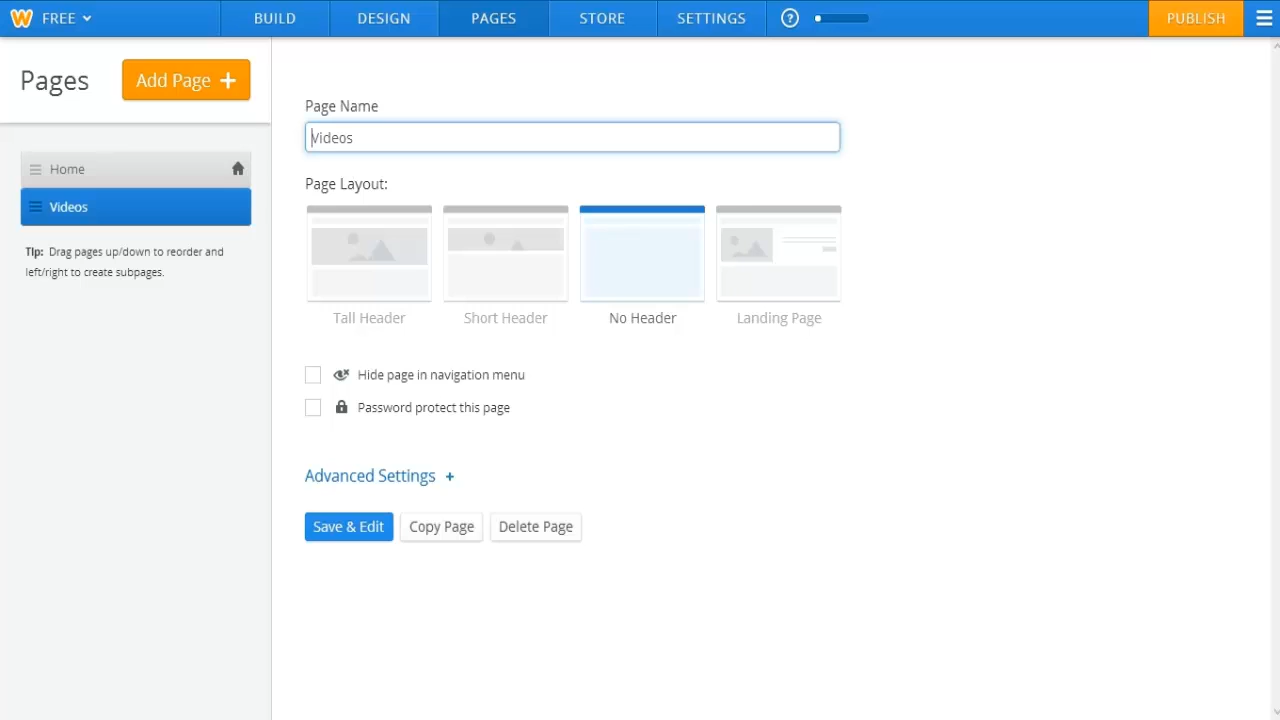 FREE BUILD DESIGN PAGES STORE SETTINGS ? PUBLISH
Pages
Add Page +
Home
Videos
Tip: Drag pages up/down to reorder and
left/right to create subpages.
Page Name
Videos
Page Layout:
Tall Header Short Header No Header Landing Page
Hide page in navigation menu
Password protect this page
Advanced Settings +
Save & Edit Copy Page Delete Page